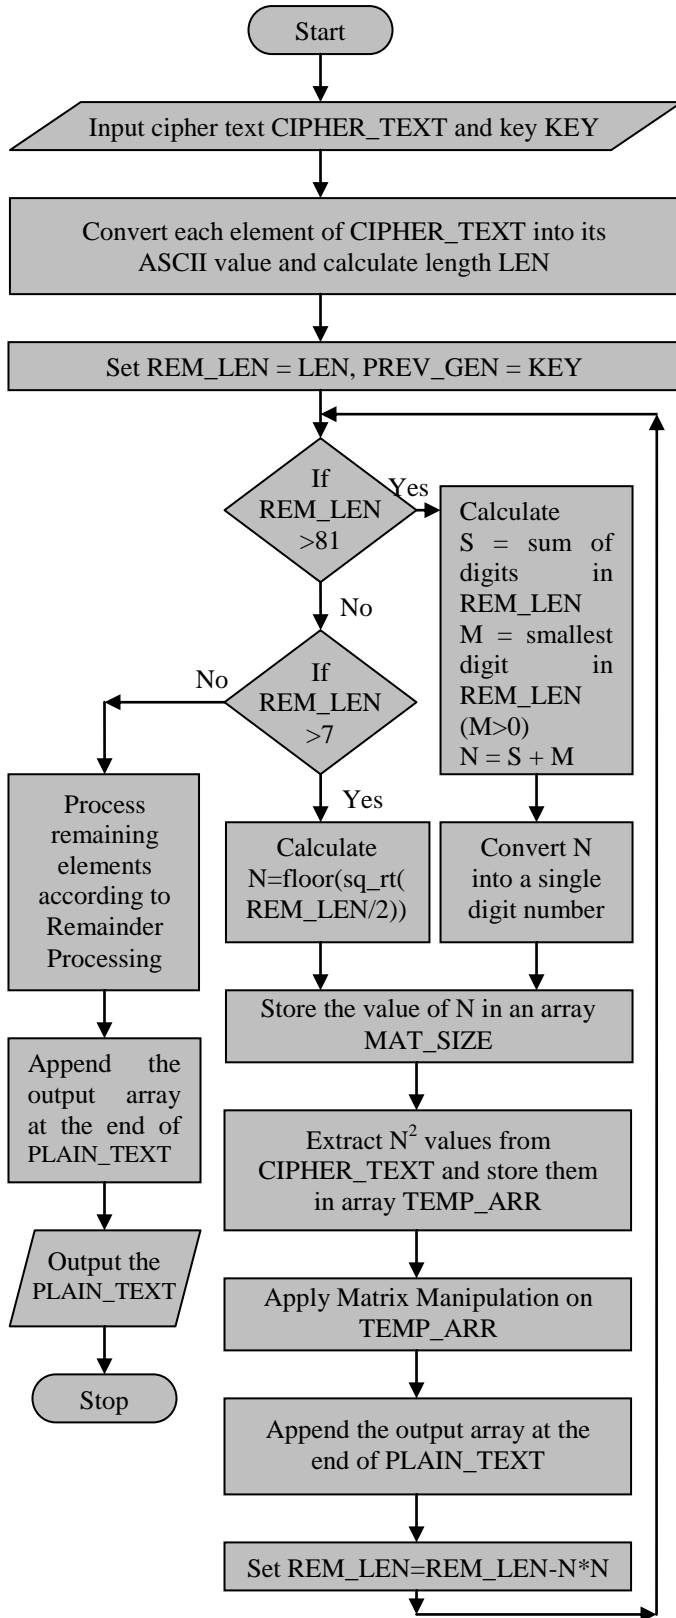 Start
Input cipher text CIPHER_TEXT and key KEY
Convert each element of CIPHER_TEXT into its
ASCII value and calculate length LEN
Set REM_LEN = LEN, PREV_GEN = KEY
If
REM_LEN
>81
Yes
No
Calculate
S = sum of
digits in
REM_LEN
M = smallest
digit in
REM_LEN
(M>0)
N = S + M
If
REM_LEN
>7
No
Yes
Process
remaining
elements
according to
Remainder
Processing
Calculate
N=floor(sq_rt(
REM_LEN/2))
Convert N
into a single
digit number
Store the value of N in an array
MAT_SIZE
Append the
output array
at the end of
PLAIN_TEXT
Extract N² values from
CIPHER_TEXT and store them
in array TEMP_ARR
Output the
PLAIN_TEXT
Apply Matrix Manipulation on
TEMP_ARR
Stop
Append the output array at the
end of PLAIN_TEXT
Set REM_LEN=REM_LEN-N*N